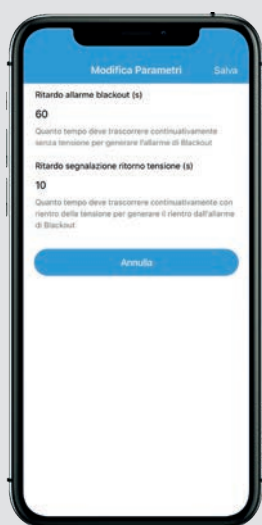 Modifica Parametri Salva
Ritardo allarme blackout (s)
60
Quanto tempo deve trascorrere continuativamente
senza tensione per generare l'allarme di Blackout
Ritardo segnalazione ritorno tensione (s)
10
Quanto tempo deve trascorrere continuativamente con
rientro della tensione per generare il rientro dall'allarme
di Blackout
Annulla